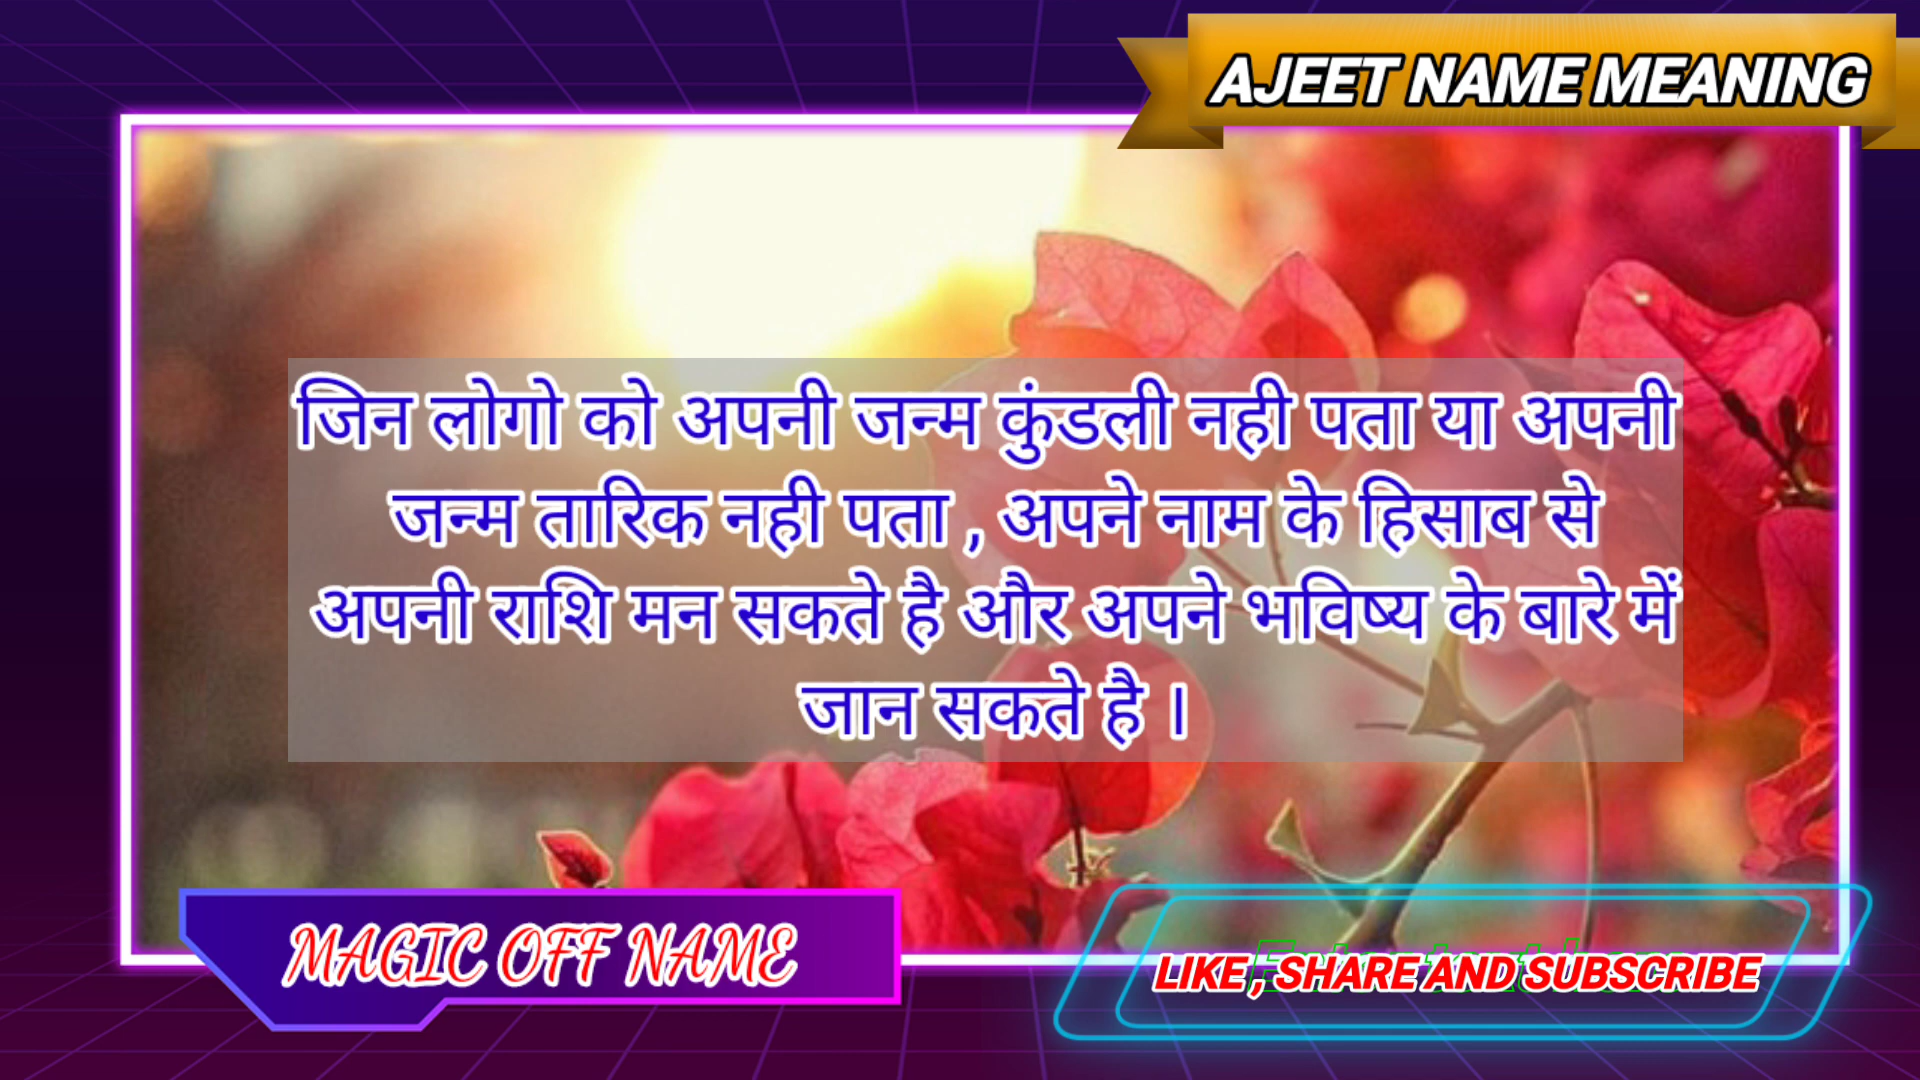 AJEET NAME MEANING
जिन लोगो को अपनी जन्म कुंडली नही पता या अपनी
जन्म तारिक नही पता , अपने नाम के हिसाब से
अपनी राशि मन सकते है और अपने भविष्य के बारे में
जान सकते है ।
MAGIC OFF NAME
LIKE , SHARE AND SUBSCRIBE